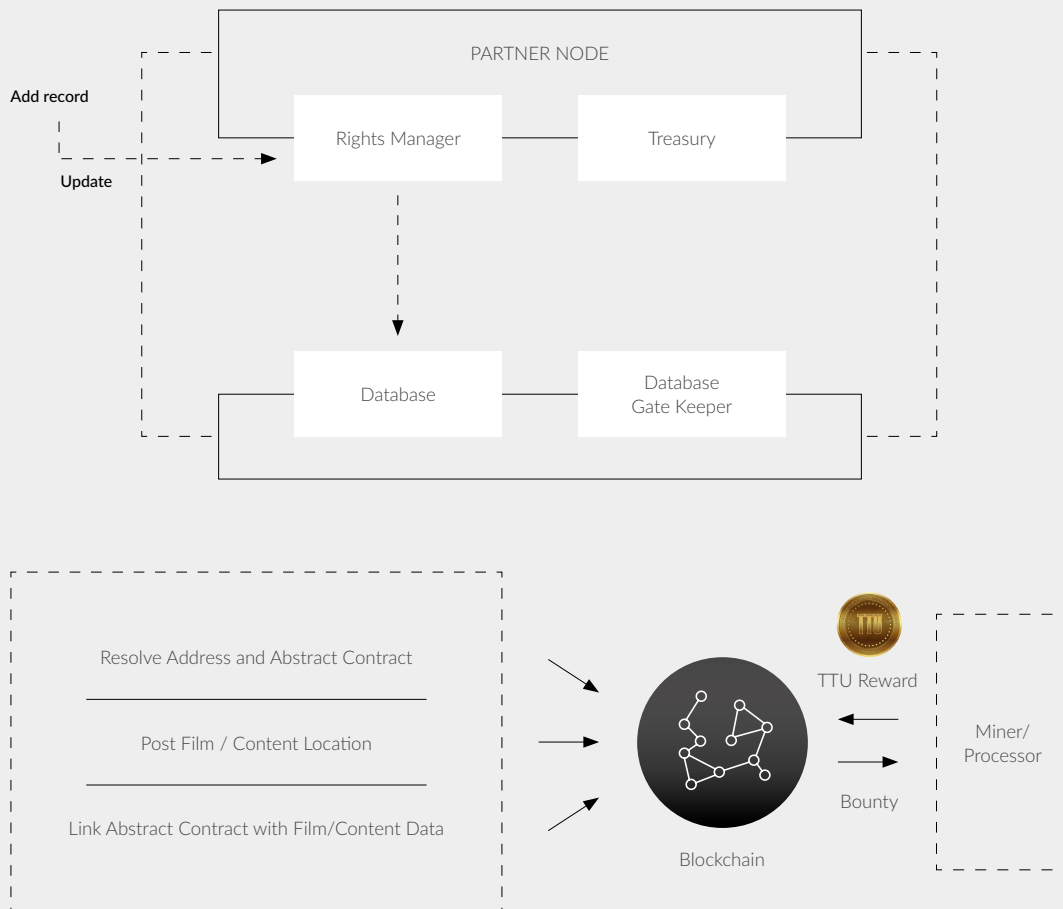 PARTNER NODE
Add record
Rights Manager
Treasury
Update
Database
Database
Gate Keeper
Resolve Address and Abstract Contract
Post Film / Content Location
Link Abstract Contract with Film/Content Data
TTU
TTU Reward
Miner/
Processor
Bounty
Blockchain